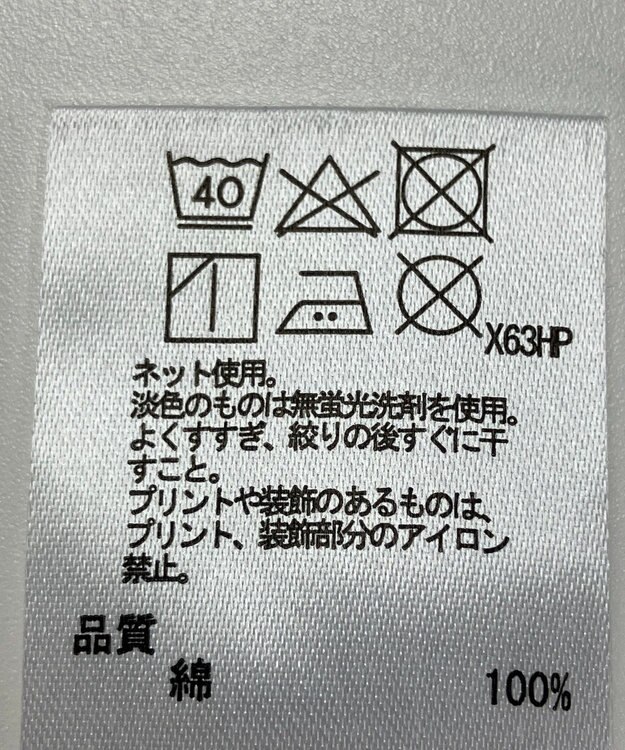 40
X63HP
ネット使用。
淡色のものは無蛍光洗剤を使用。
よくすすぎ、絞りの後すぐに干
すこと。
プリントや装飾のあるものは、
プリント、装飾部分のアイロン
禁止。
品質
綿 100%